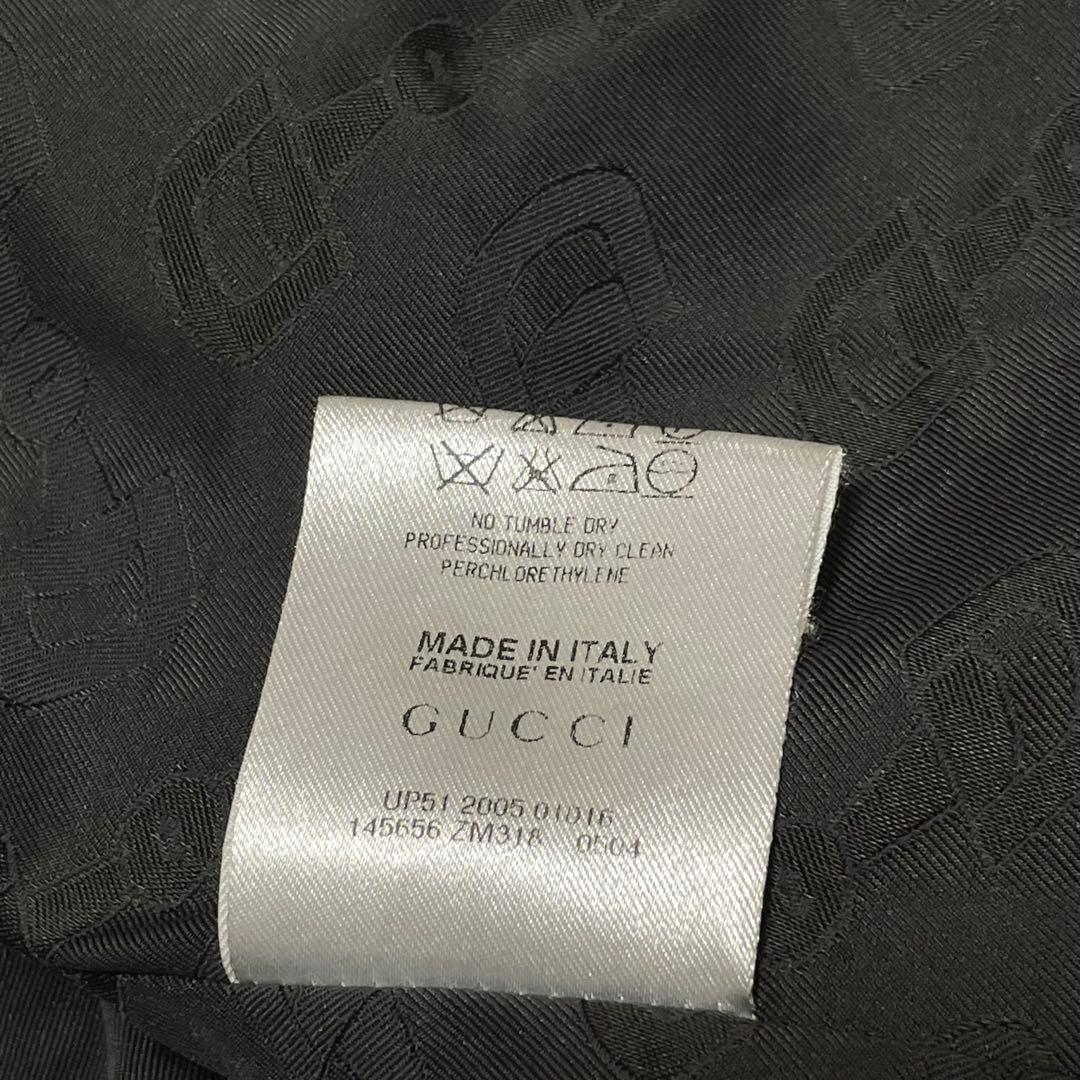 NO TUMBLE DRY
PROFESSIONALLY DRY CLEAN
PERCHLORETHYLENE
MADE IN ITALY
FABRIQUE' EN ITALIE
GUCCI
UP51 2005 01016
145656 ZM318 0504